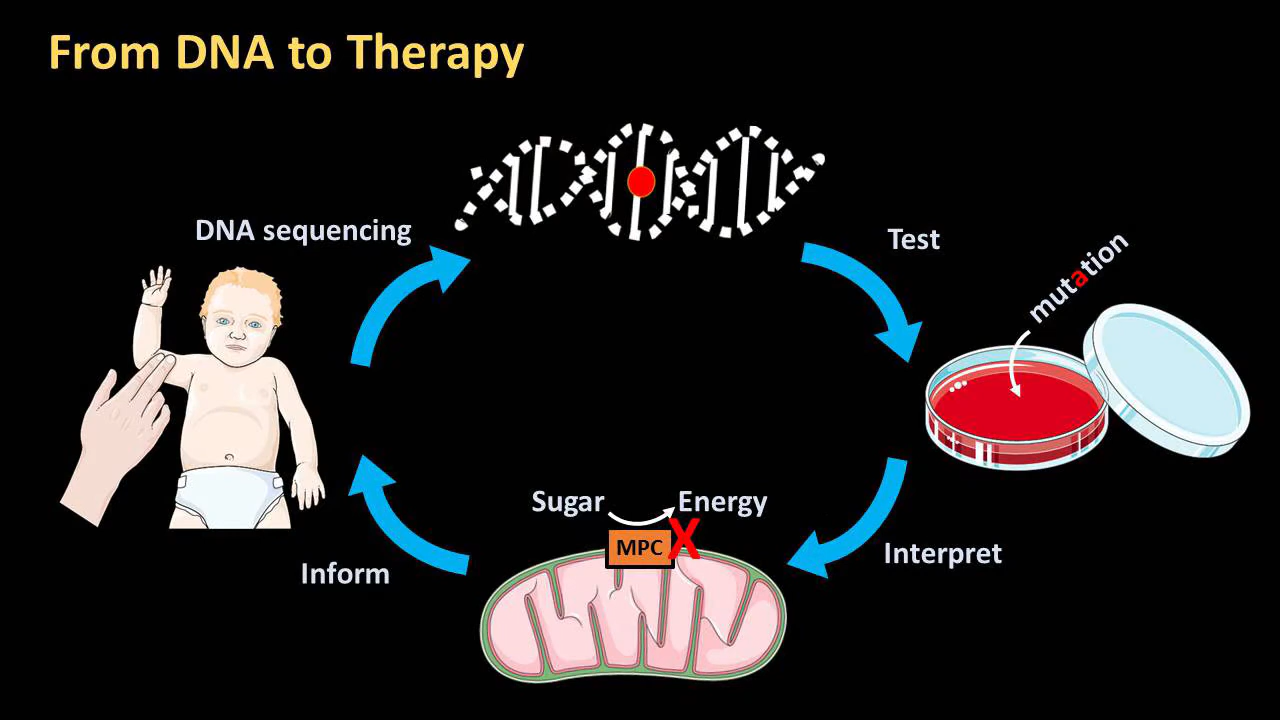 From DNA to Therapy
DNA sequencing
Test
mutation
Sugar
Energy
MPC
X
Interpret
Inform